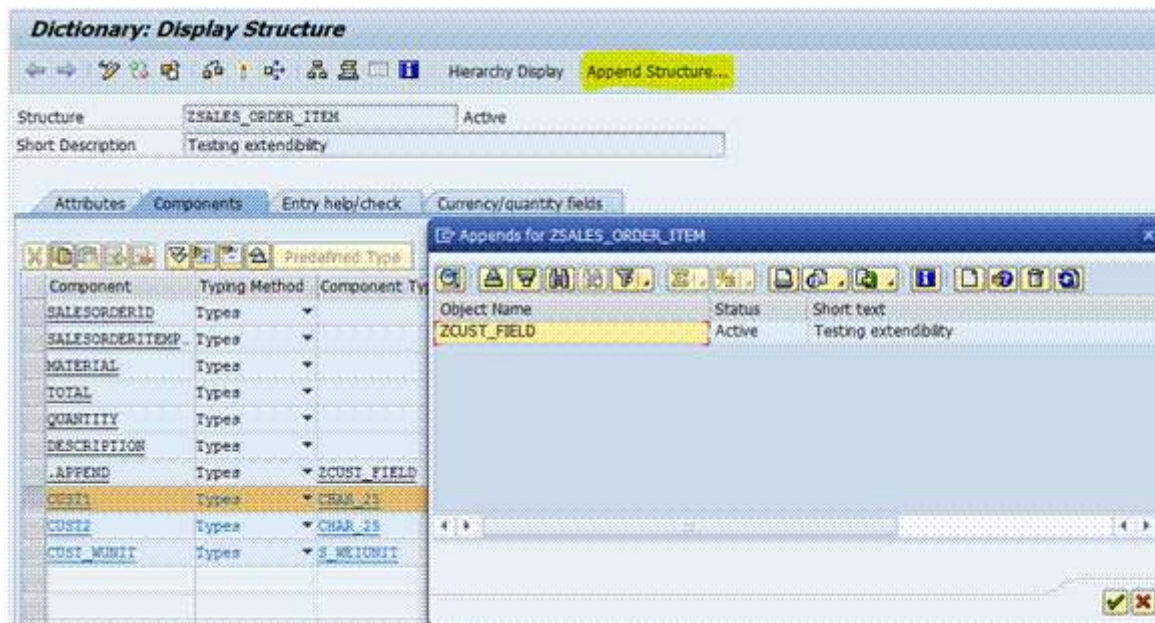 Dictionary: Display Structure
Hierarchy Display Append Structure...
Structure ZSALES_ORDER_ITEM Active
Short Description Testing extendibility
Attributes Components Entry help/check Currency/quantity fields
Appends for ZSALES_ORDER_ITEM
Predefined Type
Component Typing Method Component Ty
Object Name Status Short text
SALESORDERID Types
ZCUST_FIELD Active Testing extendibility
SALESORDERITEMP. Types
MATERIAL Types
TOTAL Types
QUANTITY Types
DESCRIPTION Types
.APPEND Types ZCUST_FIELD
CUST1 Types CHAR_25
CUST2 Types CHAR_25
CUST_WUNIT Types S_WEIUNIT